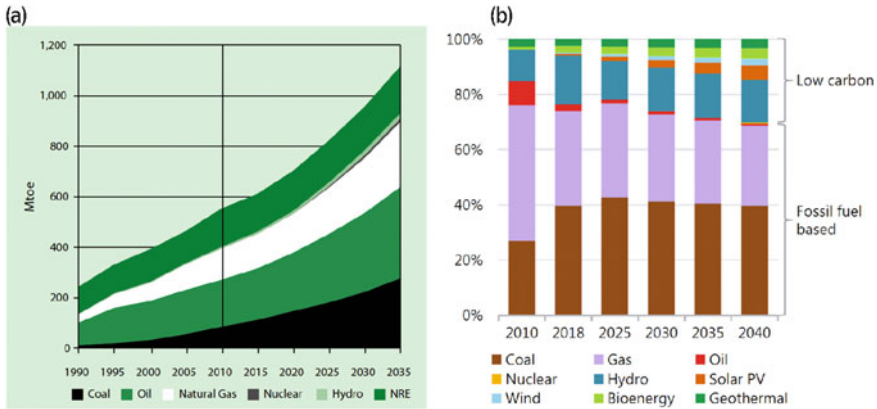 (a)
1,200
1,000
800
600
400
200
0
Mtoe
1990 1995 2000 2005 2010 2015 2020 2025 2030 2035
Coal Oil Natural Gas Nuclear Hydro NRE
(b)
100%
80%
60%
40%
20%
0%
Low carbon
Fossil fuel
based
2010 2018 2025 2030 2035 2040
Coal Gas Oil
Nuclear Hydro Solar PV
Wind Bioenergy Geothermal